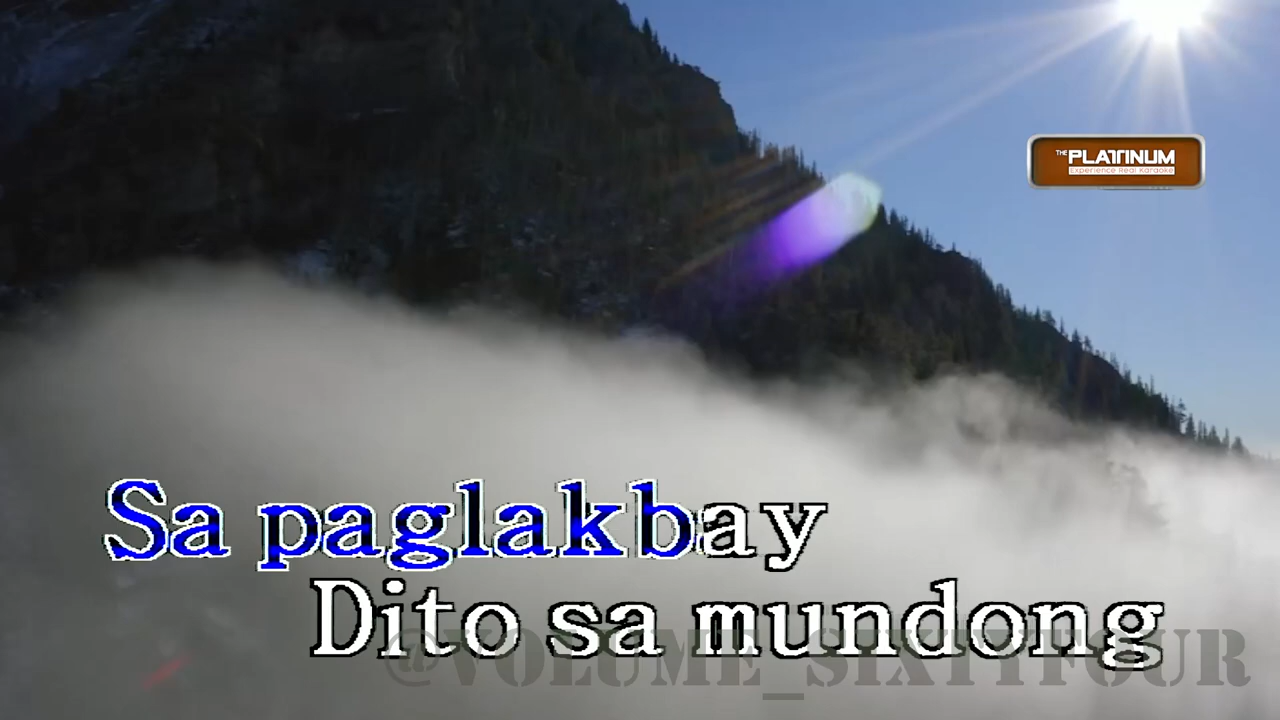 THE PLATINUM
Experience Real Karaoke
Sa paglakbay
Dito sa mundong
@VOLUME_SIXTYFOUR